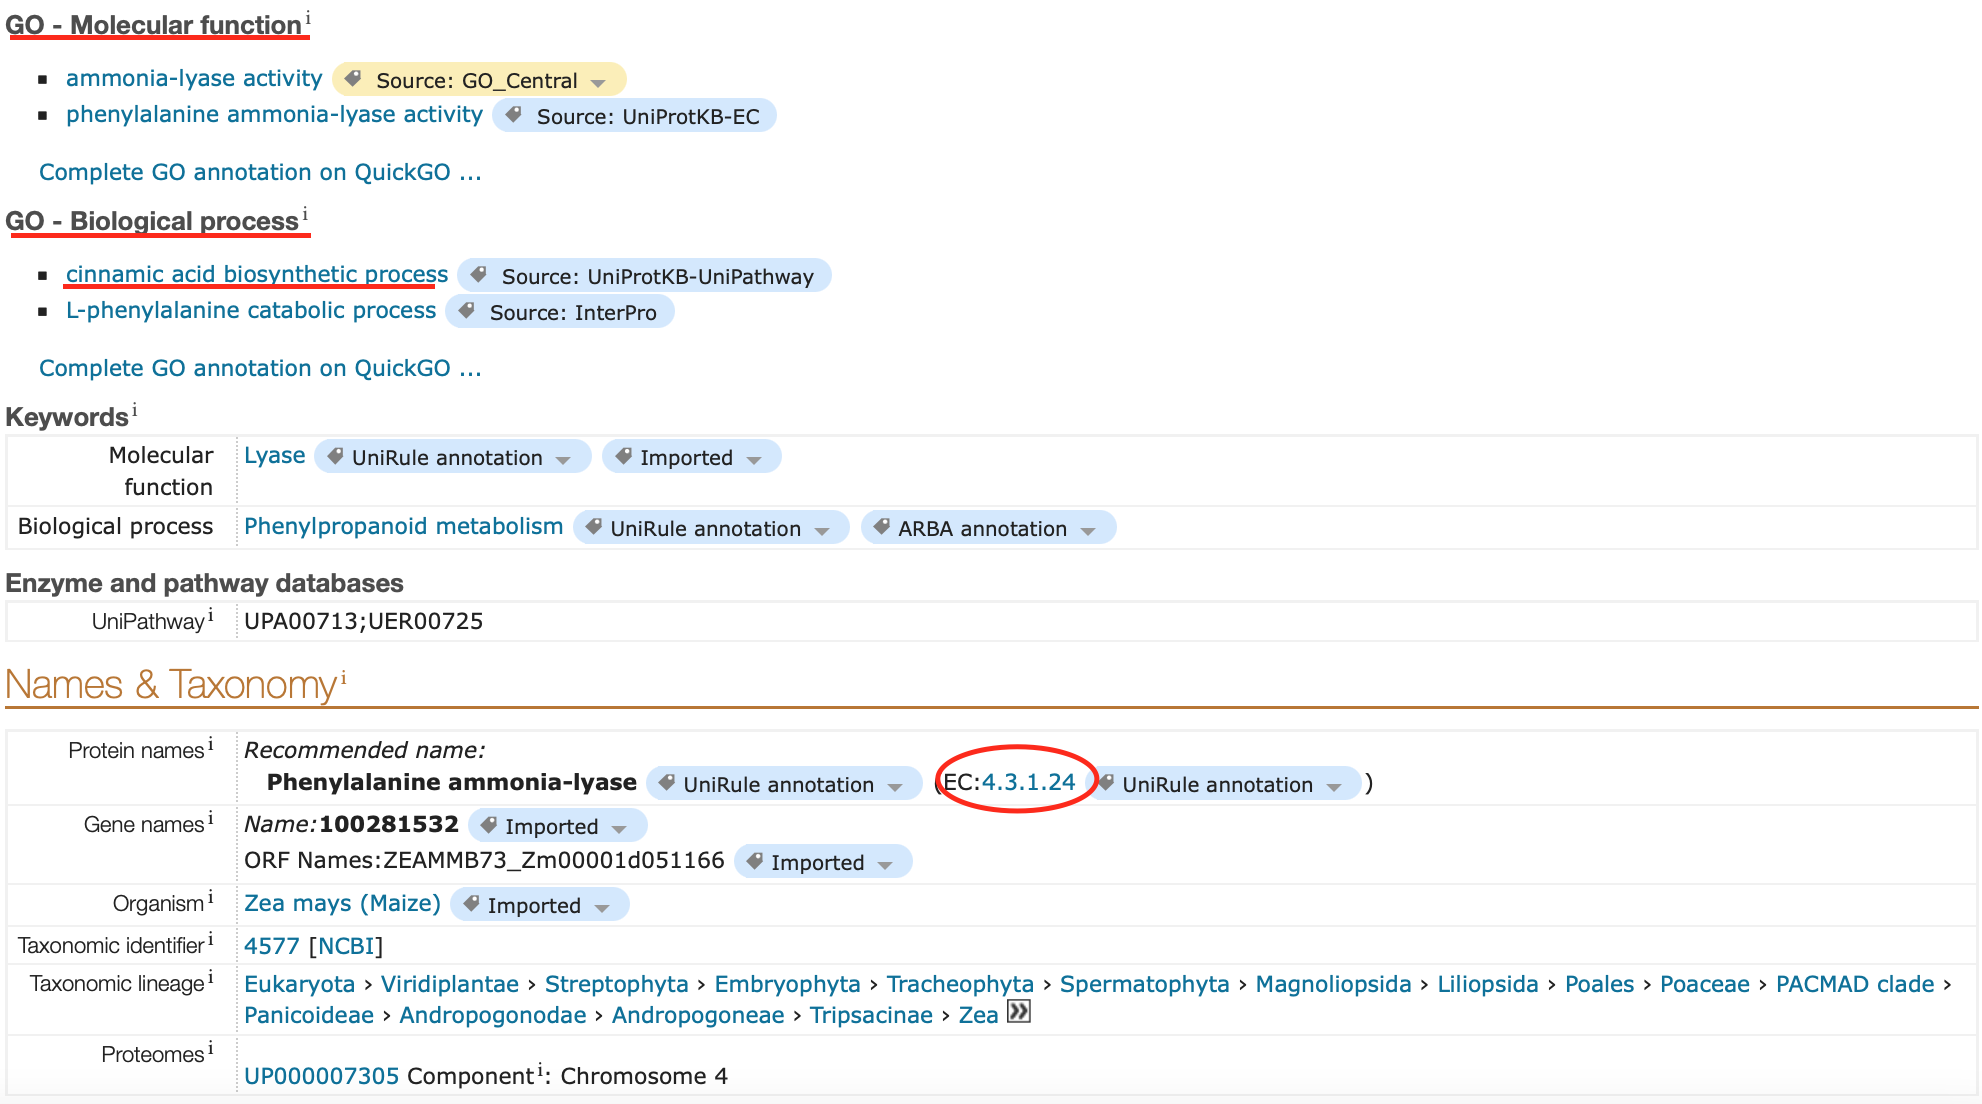 GO - Molecular function i
ammonia-lyase activity Source: GO_Central
phenylalanine ammonia-lyase activity Source: UniProtKB-EC
Complete GO annotation on QuickGO ...
GO - Biological process i
cinnamic acid biosynthetic process Source: UniProtKB-UniPathway
L-phenylalanine catabolic process Source: InterPro
Complete GO annotation on QuickGO ...
Keywords i
Molecular function Lyase UniRule annotation Imported
Biological process Phenylpropanoid metabolism UniRule annotation ARBA annotation
Enzyme and pathway databases
UniPathway i UPA00713;UER00725
Names & Taxonomy i
Protein names i Recommended name:
Phenylalanine ammonia-lyase UniRule annotation (EC:4.3.1.24 UniRule annotation )
Gene names i Name:100281532 Imported
ORF Names:ZEAMMB73_Zm00001d051166 Imported
Organism i Zea mays (Maize) Imported
Taxonomic identifier i 4577 [NCBI]
Taxonomic lineage i Eukaryota › Viridiplantae › Streptophyta › Embryophyta › Tracheophyta › Spermatophyta › Magnoliopsida › Liliopsida › Poales › Poaceae › PACMAD clade ›
Panicoideae › Andropogonodae › Andropogoneae › Tripsacinae › Zea »
Proteomes i
UP000007305 Component i: Chromosome 4